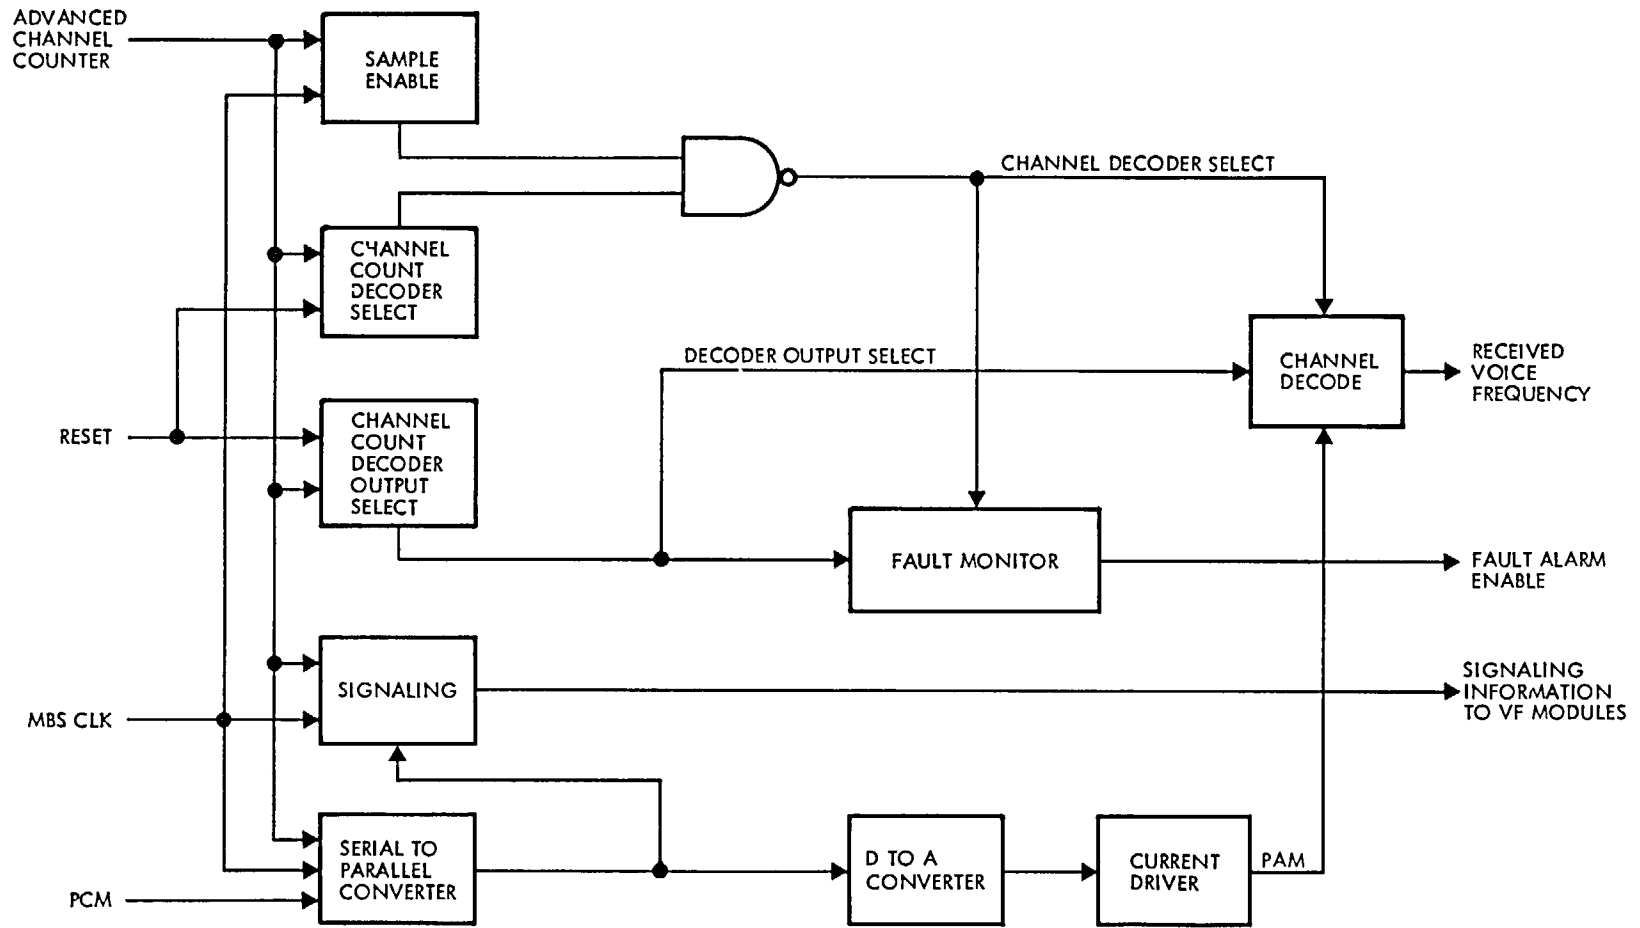 ADVANCED
CHANNEL
COUNTER
SAMPLE
ENABLE
CHANNEL DECODER SELECT
CHANNEL
COUNT
DECODER
SELECT
DECODER OUTPUT SELECT
CHANNEL
DECODE
RECEIVED
VOICE
FREQUENCY
RESET
CHANNEL
COUNT
DECODER
OUTPUT
SELECT
FAULT MONITOR
FAULT ALARM
ENABLE
SIGNALING
SIGNALING
INFORMATION
TO VF MODULES
MBS CLK
SERIAL TO
PARALLEL
CONVERTER
D TO A
CONVERTER
CURRENT
DRIVER
PAM
PCM